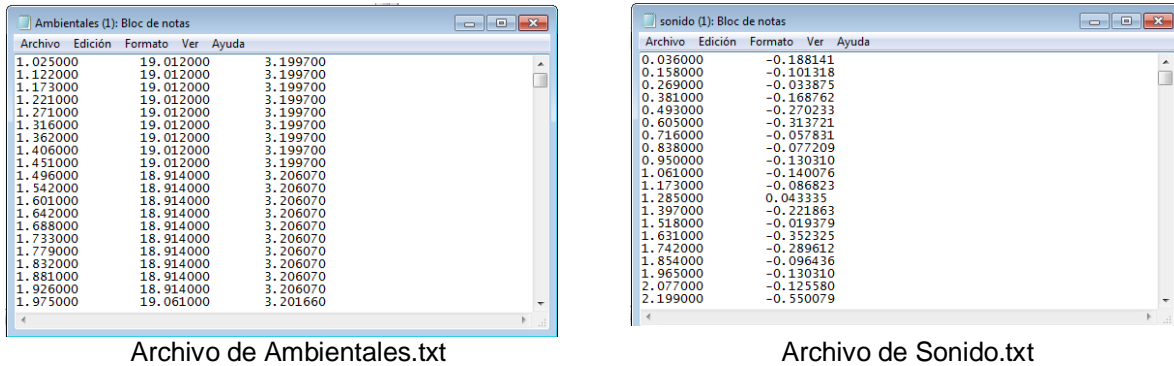 Ambientales (1): Bloc de notas
Archivo Edición Formato Ver Ayuda
1.025000 19.012000 3.199700
1.122000 19.012000 3.199700
1.173000 19.012000 3.199700
1.221000 19.012000 3.199700
1.271000 19.012000 3.199700
1.316000 19.012000 3.199700
1.362000 19.012000 3.199700
1.406000 19.012000 3.199700
1.451000 19.012000 3.199700
1.496000 18.914000 3.206070
1.542000 18.914000 3.206070
1.601000 18.914000 3.206070
1.642000 18.914000 3.206070
1.688000 18.914000 3.206070
1.733000 18.914000 3.206070
1.779000 18.914000 3.206070
1.832000 18.914000 3.206070
1.881000 18.914000 3.206070
1.926000 18.914000 3.206070
1.975000 19.061000 3.201660
Archivo de Ambientales.txt
sonido (1): Bloc de notas
Archivo Edición Formato Ver Ayuda
0.036000 -0.188141
0.158000 -0.101318
0.269000 -0.033875
0.381000 -0.168762
0.493000 -0.270233
0.605000 -0.313721
0.716000 -0.057831
0.838000 -0.077209
0.950000 -0.130310
1.061000 -0.140076
1.173000 -0.086823
1.285000 0.043335
1.397000 -0.221863
1.518000 -0.019379
1.631000 -0.352325
1.742000 -0.289612
1.854000 -0.096436
1.965000 -0.130310
2.077000 -0.125580
2.199000 -0.550079
Archivo de Sonido.txt